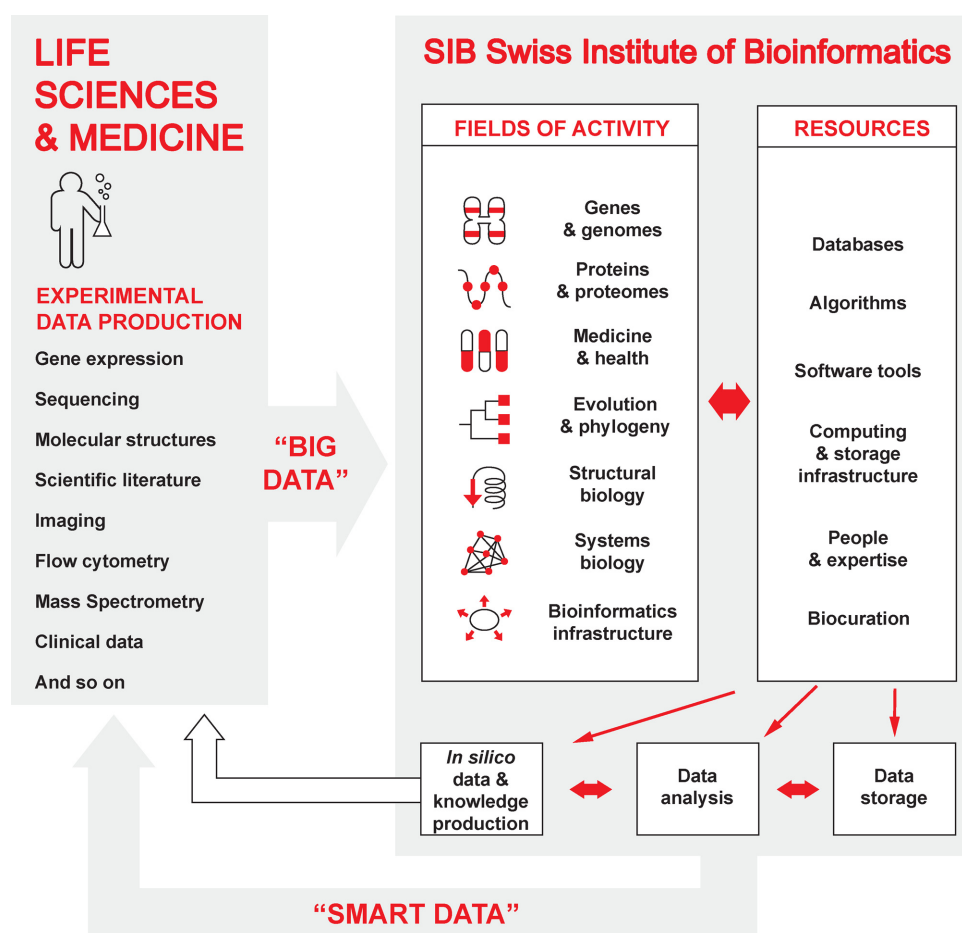 LIFE
SCIENCES
& MEDICINE
EXPERIMENTAL
DATA PRODUCTION
Gene expression
Sequencing
Molecular structures
Scientific literature
Imaging
Flow cytometry
Mass Spectrometry
Clinical data
And so on
“BIG
DATA”
SIB Swiss Institute of Bioinformatics
FIELDS OF ACTIVITY
Genes
& genomes
Proteins
& proteomes
Medicine
& health
Evolution
& phylogeny
Structural
biology
Systems
biology
Bioinformatics
infrastructure
RESOURCES
Databases
Algorithms
Software tools
Computing
& storage
infrastructure
People
& expertise
Biocuration
In silico
data &
knowledge
production
Data
analysis
Data
storage
“SMART DATA”